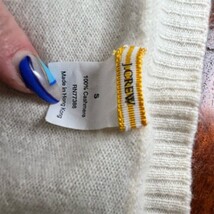 J.CREW
S
100% Cashmere
RN77388
Made in Hong Kong